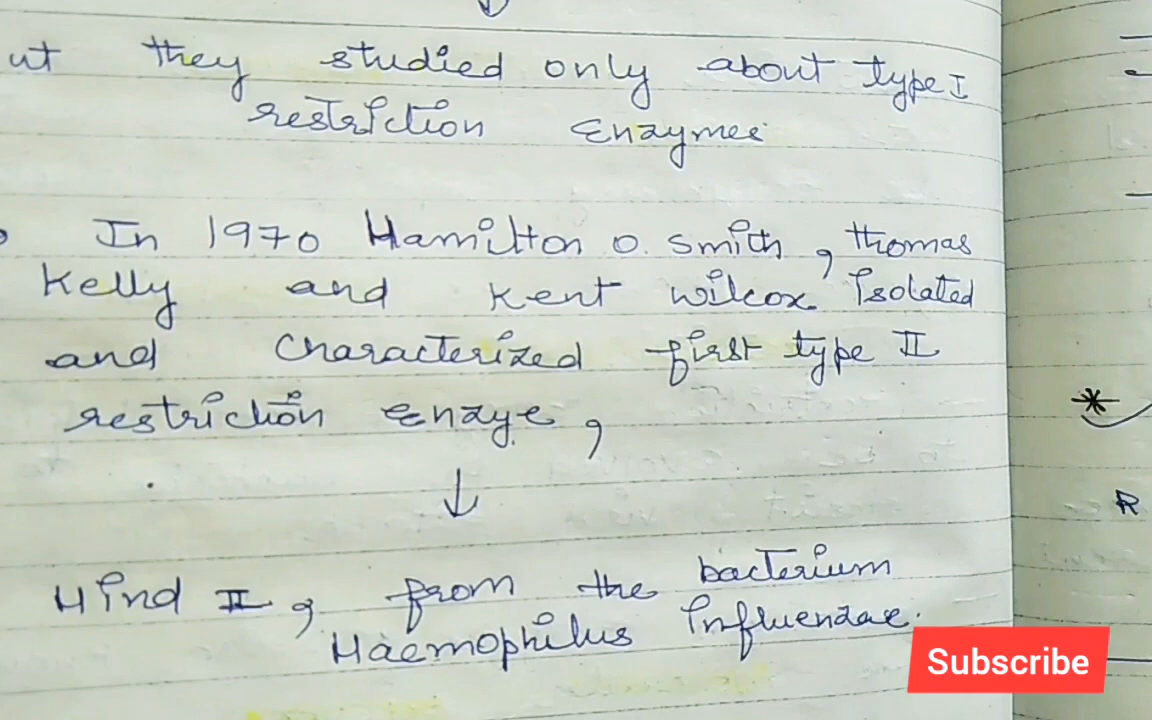 ut they studied only about type I
restriction Enzymes
In 1970 Hamilton O. Smith, thomas
Kelly and Kent wilcox isolated
and characterized first type II
restriction enzye,
↓
Hind II, from the bacterium
Haemophilus influenzae.
Subscribe
*
R